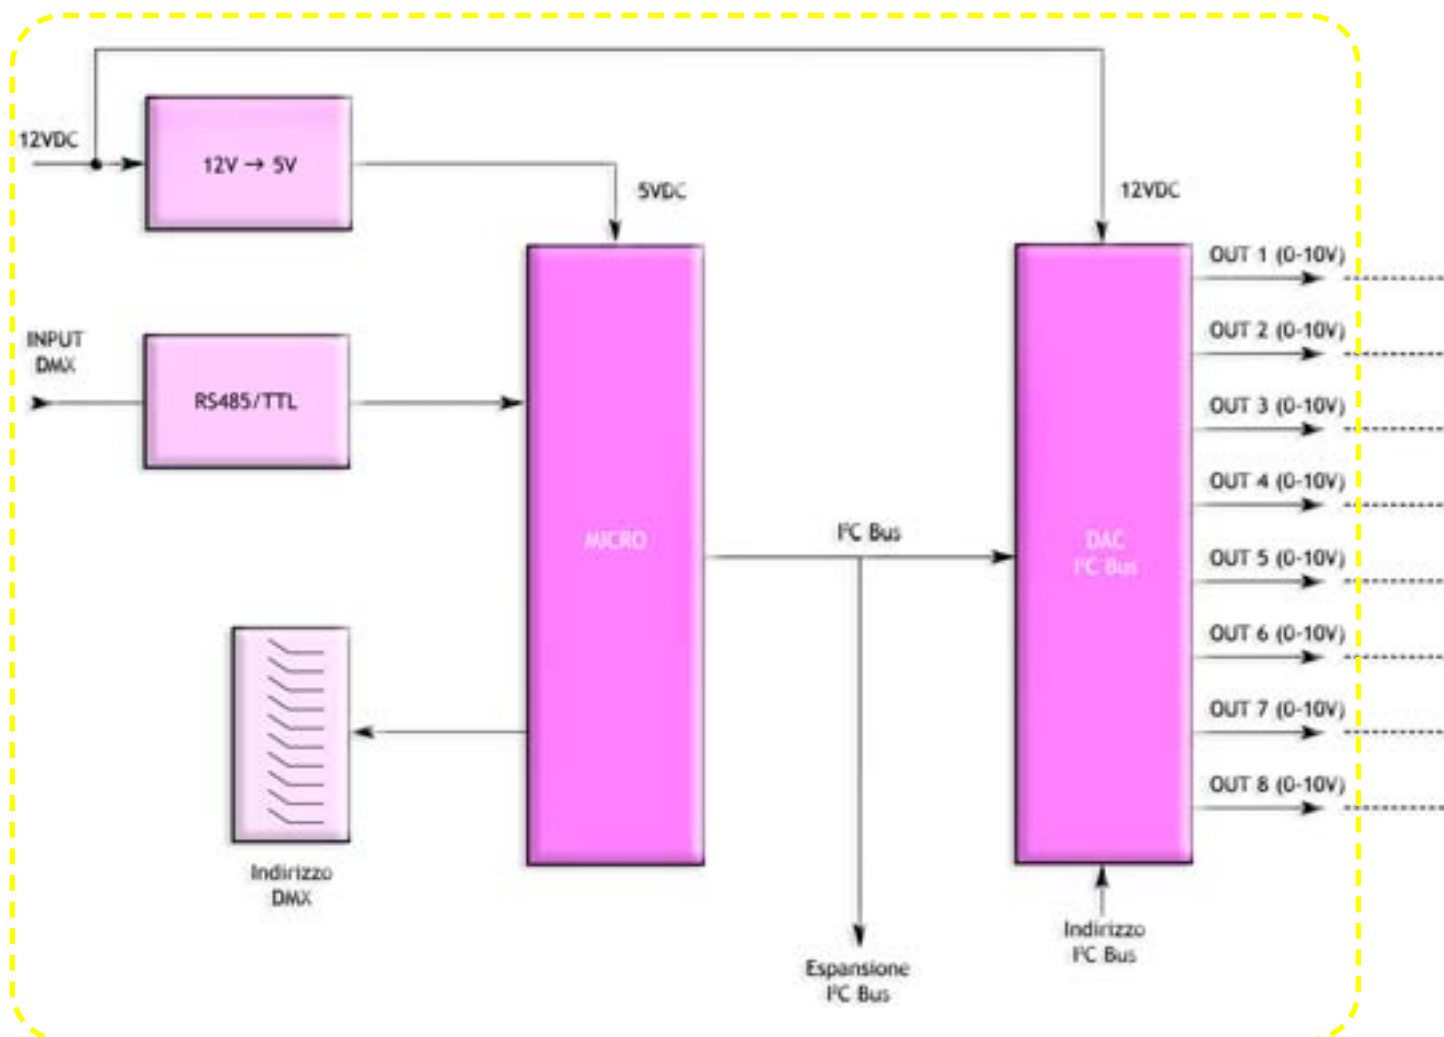 12VDC
12V → 5V
5VDC
12VDC
INPUT
DMX
RS485/TTL
MICRO
I²C Bus
DAC
I²C Bus
OUT 1 (0-10V)
OUT 2 (0-10V)
OUT 3 (0-10V)
OUT 4 (0-10V)
OUT 5 (0-10V)
OUT 6 (0-10V)
OUT 7 (0-10V)
OUT 8 (0-10V)
Indirizzo
DMX
Espansione
I²C Bus
Indirizzo
I²C Bus